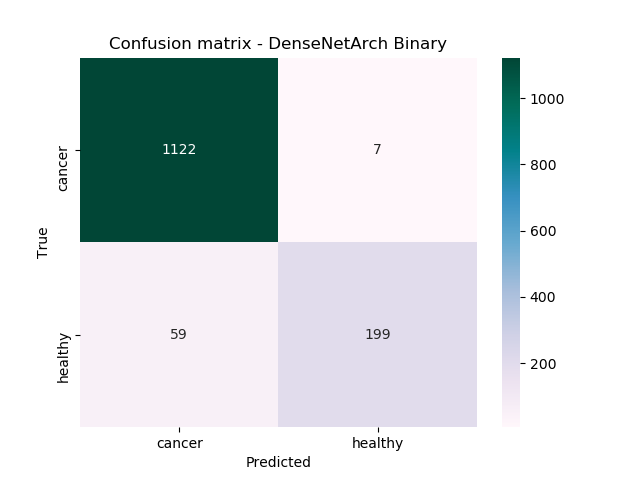 Confusion matrix - DenseNetArch Binary
True
cancer
healthy
1122
7
59
199
cancer
healthy
Predicted
1000
800
600
400
200